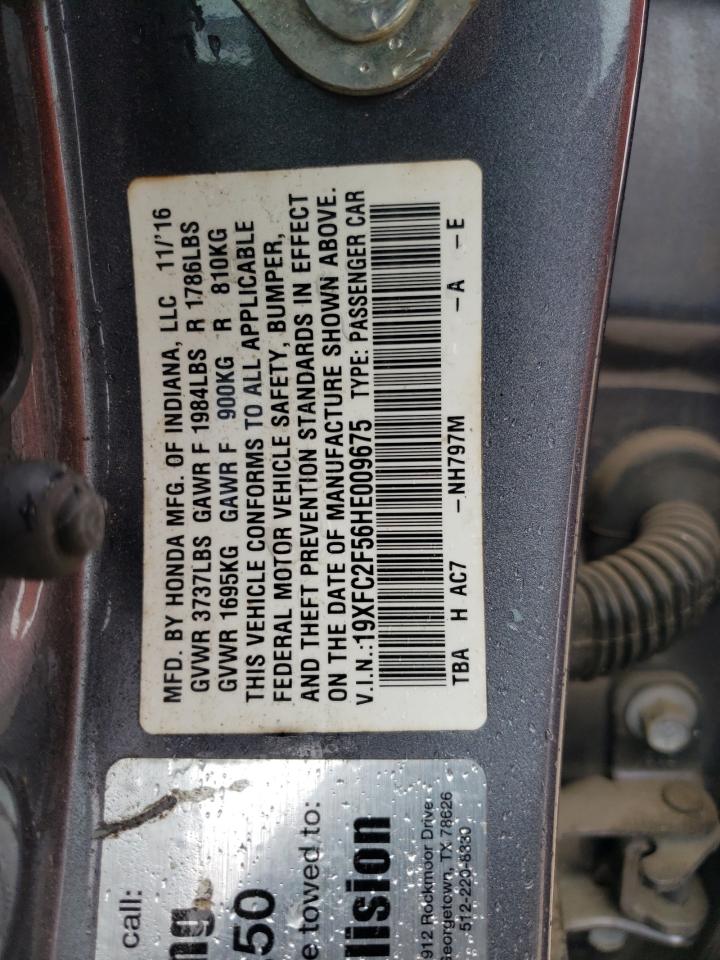 MFD. BY HONDA MFG. OF INDIANA, LLC 11/'16
GVWR 3737LBS GAWR F 1984LBS R 1786LBS
GVWR 1695KG GAWR F 900KG R 810KG
THIS VEHICLE CONFORMS TO ALL APPLICABLE
FEDERAL MOTOR VEHICLE SAFETY, BUMPER,
AND THEFT PREVENTION STANDARDS IN EFFECT
ON THE DATE OF MANUFACTURE SHOWN ABOVE.
V.I.N.:19XFC2F56HE009675 TYPE: PASSENGER CAR
TBA H AC7 -NH797M -A -E
call:
towed to:
912 Rockmoor Drive
Georgetown, TX 78626
512-220-8330